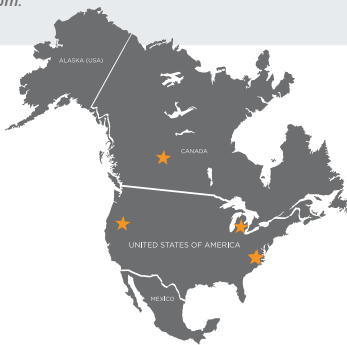 om.
ALASKA (USA)
CANADA
UNITED STATES OF AMERICA
MEXICO